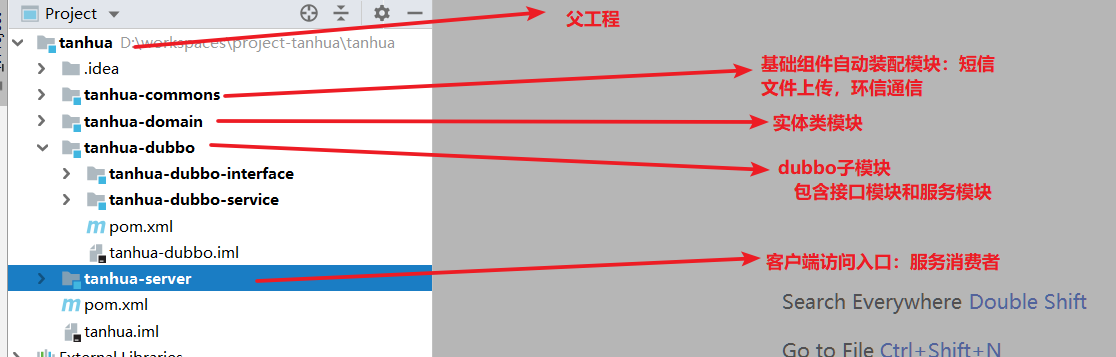 Project
父工程
tanhua D:\workspaces\project-tanhua\tanhua
.idea
基础组件自动装配模块：短信
tanhua-commons
文件上传，环信通信
tanhua-domain
实体类模块
tanhua-dubbo
dubbo子模块
tanhua-dubbo-interface
包含接口模块和服务模块
tanhua-dubbo-service
pom.xml
tanhua-dubbo.iml
客户端访问入口：服务消费者
tanhua-server
Search Everywhere Double Shift
pom.xml
tanhua.iml
Go to File Ctrl+Shift+N
External Libraries